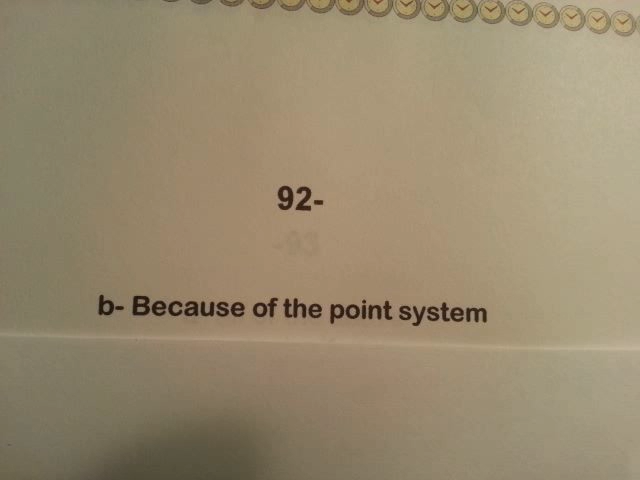 92-
b- Because of the point system